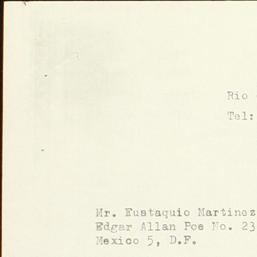 Rio
Tel:
Mr. Eustaquio Martinez
Edgar Allan Poe No. 23
Mexico 5, D.F.